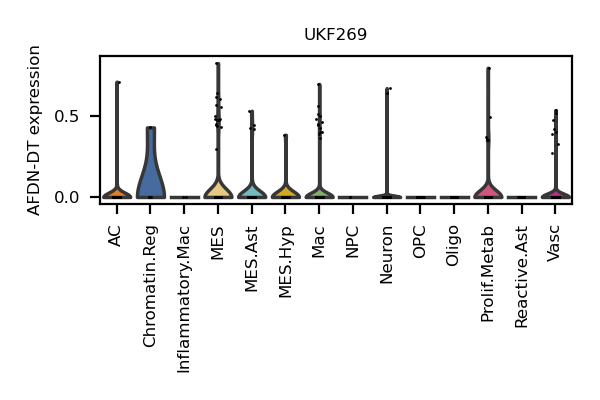 UKF269
AFDN-DT expression
0.5
0.0
AC
Chromatin.Reg
Inflammatory.Mac
MES
MES.Ast
MES.Hyp
Mac
NPC
Neuron
OPC
Oligo
Prolif.Metab
Reactive.Ast
Vasc